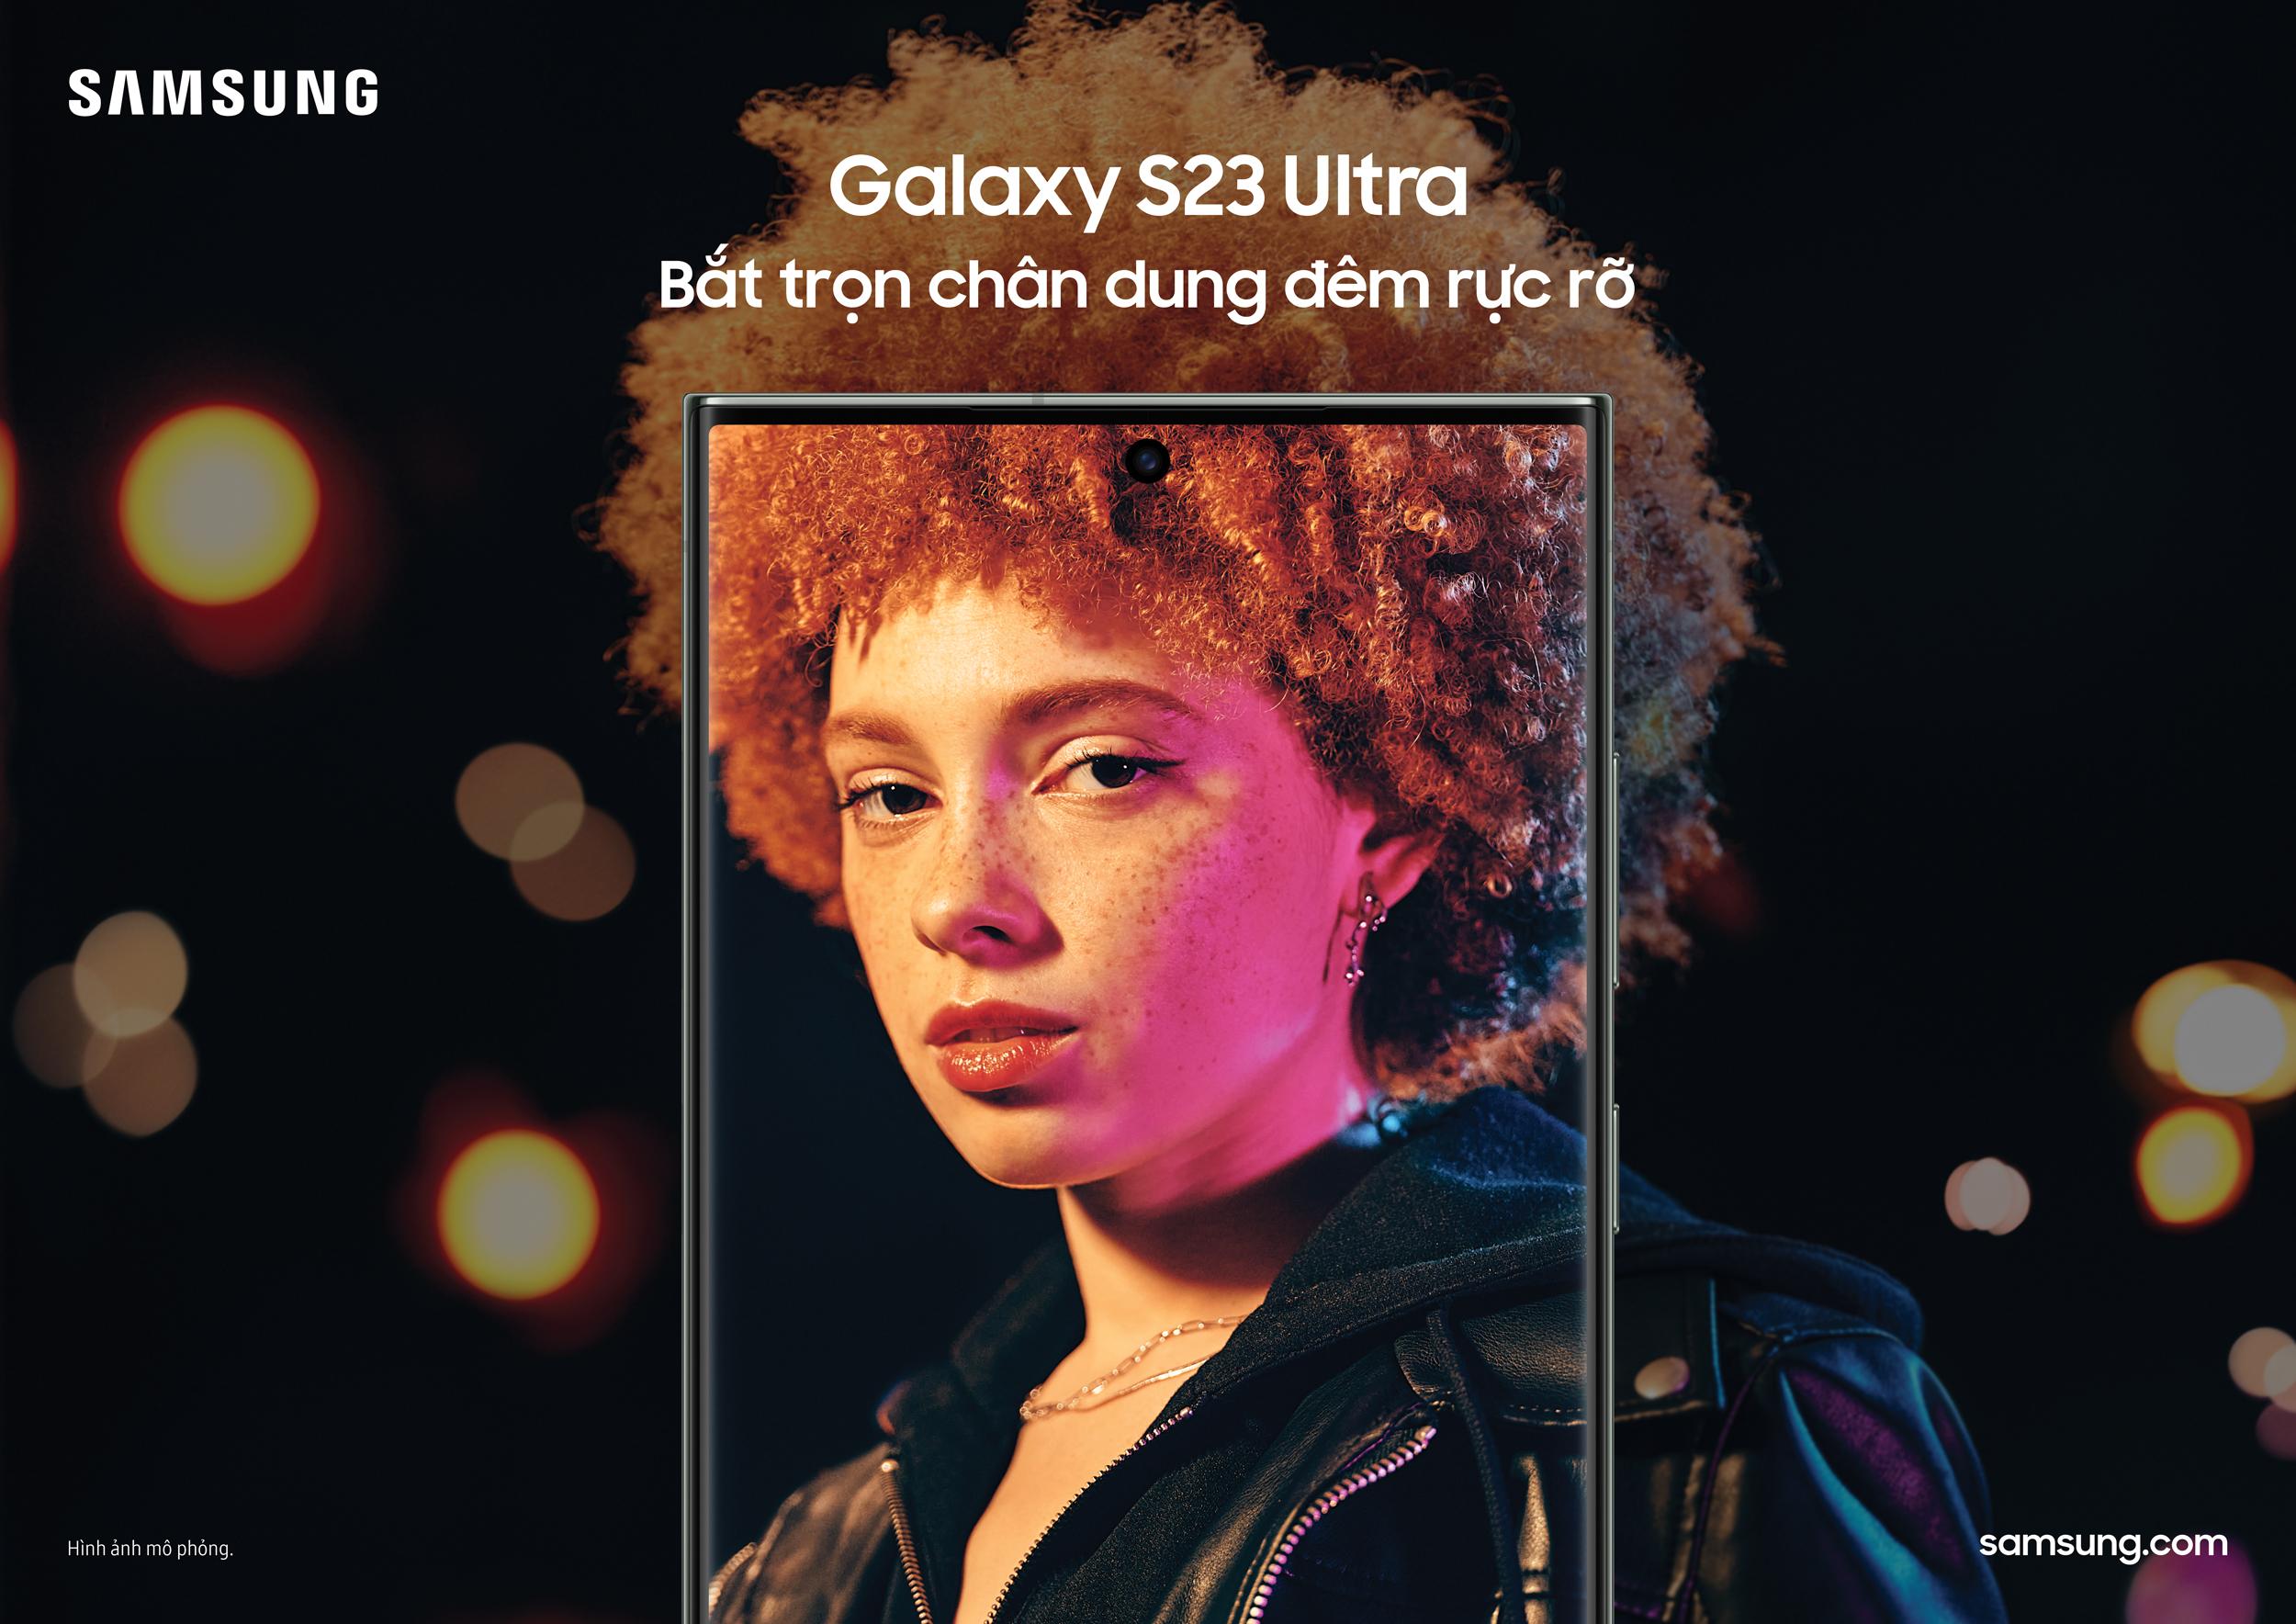 SAMSUNG
Galaxy S23 Ultra
Bắt trọn chân dung đêm rực rỡ
Hình ảnh mô phỏng.
samsung.com